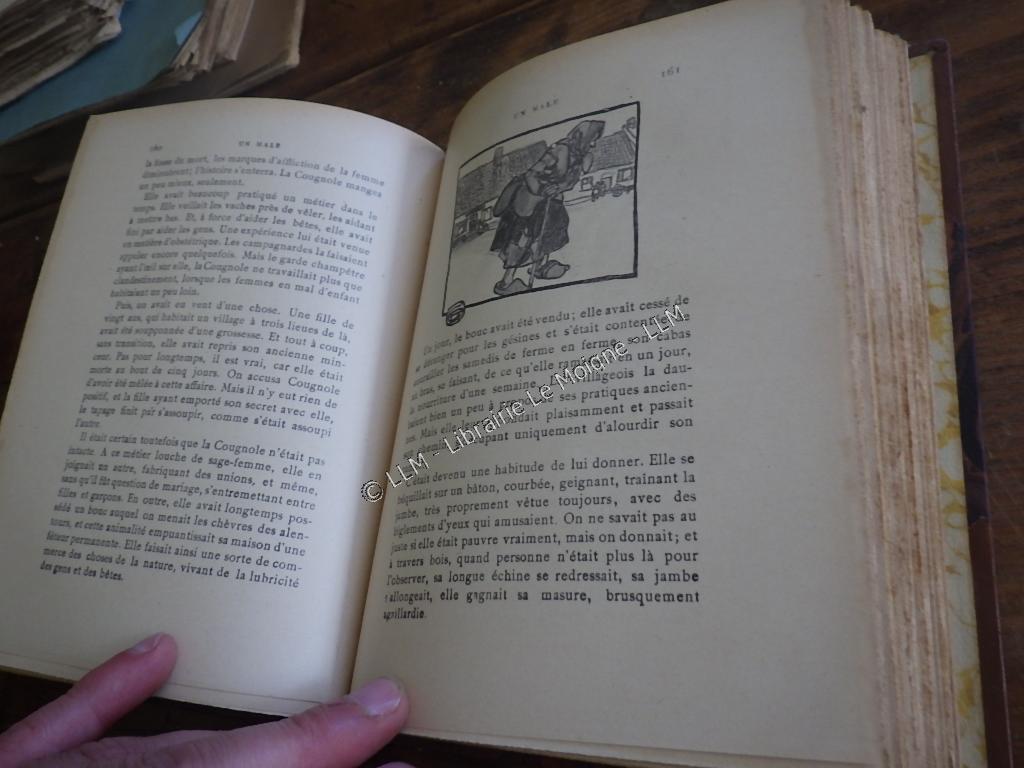 160 UN MALE
la fosse du mort, les marques d'affliction de la femme
diminuèrent; l'histoire s'enterra. La Cougnole mangea
un peu mieux, seulement.
Elle avait beaucoup pratiqué un métier dans le
temps. Elle veillait les vaches près de vêler, les aidant
à mettre bas. Et, à force d'aider les bêtes, elle avait
fini par aider les gens. Une expérience lui était venue
en matière d'obstétrique. Les campagnardes la faisaient
appeler encore quelquefois. Mais le garde champêtre
ayant l'œil sur elle, la Cougnole ne travaillait plus que
clandestinement, lorsque les femmes en mal d'enfant
habitaient un peu loin.
Puis, on avait eu vent d'une chose. Une fille de
vingt ans, qui habitait un village à trois lieues de là,
avait été soupçonnée d'une grossesse. Et tout à coup,
sans transition, elle avait repris son ancienne min-
ceur. Pas pour longtemps, il est vrai, car elle était
morte au bout de cinq jours. On accusa Cougnole
d'avoir été mêlée à cette affaire. Mais il n'y eut rien de
positif, et la fille ayant emporté son secret avec elle,
le tapage finit par s'assoupir, comme s'était assoupi
l'autre.
Il était certain toutefois que la Cougnole n'était pas
intacte. A ce métier louche de sage-femme, elle en
joignait un autre, fabriquant des unions, et même,
sans qu'il fût question de mariage, s'entremettant entre
filles et garçons. En outre, elle avait longtemps pos-
sédé un bouc auquel on menait les chèvres des alen-
tours, et cette animalité empuantissait sa maison d'une
féteur permanente. Elle faisait ainsi une sorte de com-
merce des choses de la nature, vivant de la lubricité
des gens et des bêtes.
UN MALE 161
Un jour, le bouc avait été vendu; elle avait cessé de
se déranger pour les gésines et s'était contentée de
les samedis de ferme en ferme, son cabas
au bras, se faisant, de ce qu'elle en un jour,
la nourriture d'une semaine. villageois la dau-
baient bien un peu à ses pratiques ancien-
nes. Mais elle plaisamment et passait
son chemin, uniquement d'alourdir son
C'était devenu une habitude de lui donner. Elle se
béquillait sur un bâton, courbée, geignant, trainant la
jambe, très proprement vêtue toujours, avec des
règlements d'yeux qui amusaient. On ne savait pas au
juste si elle était pauvre vraiment, mais on donnait; et
à travers bois, quand personne n'était plus là pour
l'observer, sa longue échine se redressait, sa jambe
s'allongeait, elle gagnait sa masure, brusquement
agaillardie.
© LLM - Librairie Le Moigne - LLM